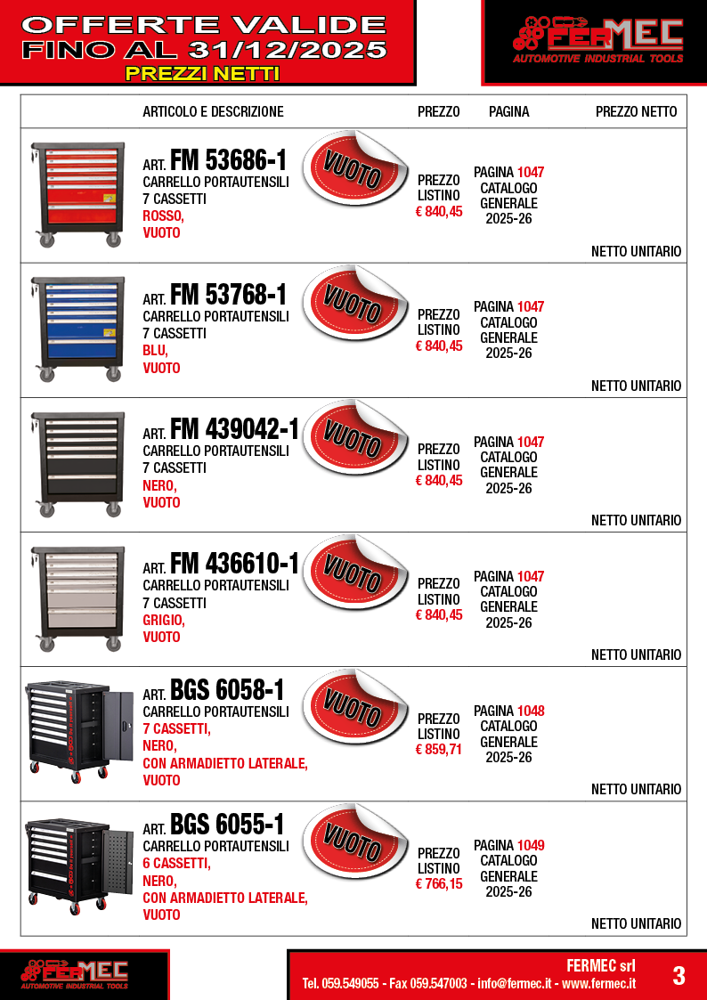 OFFERTE VALIDE
FINO AL 31/12/2025
PREZZI NETTI
FERMEC
AUTOMOTIVE INDUSTRIAL TOOLS
ARTICOLO E DESCRIZIONE PREZZO PAGINA PREZZO NETTO
ART. FM 53686-1
CARRELLO PORTAUTENSILI
7 CASSETTI
ROSSO,
VUOTO
VUOTO
PREZZO
LISTINO
€ 840,45
PAGINA 1047
CATALOGO
GENERALE
2025-26
NETTO UNITARIO
ART. FM 53768-1
CARRELLO PORTAUTENSILI
7 CASSETTI
BLU,
VUOTO
VUOTO
PREZZO
LISTINO
€ 840,45
PAGINA 1047
CATALOGO
GENERALE
2025-26
NETTO UNITARIO
ART. FM 439042-1
CARRELLO PORTAUTENSILI
7 CASSETTI
NERO,
VUOTO
VUOTO
PREZZO
LISTINO
€ 840,45
PAGINA 1047
CATALOGO
GENERALE
2025-26
NETTO UNITARIO
ART. FM 436610-1
CARRELLO PORTAUTENSILI
7 CASSETTI
GRIGIO,
VUOTO
VUOTO
PREZZO
LISTINO
€ 840,45
PAGINA 1047
CATALOGO
GENERALE
2025-26
NETTO UNITARIO
ART. BGS 6058-1
CARRELLO PORTAUTENSILI
7 CASSETTI,
NERO,
CON ARMADIETTO LATERALE,
VUOTO
VUOTO
PREZZO
LISTINO
€ 859,71
PAGINA 1048
CATALOGO
GENERALE
2025-26
NETTO UNITARIO
ART. BGS 6055-1
CARRELLO PORTAUTENSILI
6 CASSETTI,
NERO,
CON ARMADIETTO LATERALE,
VUOTO
VUOTO
PREZZO
LISTINO
€ 766,15
PAGINA 1049
CATALOGO
GENERALE
2025-26
NETTO UNITARIO
FERMEC
AUTOMOTIVE INDUSTRIAL TOOLS
FERMEC srl
Tel. 059.549055 - Fax 059.547003 - info@fermec.it - www.fermec.it
3